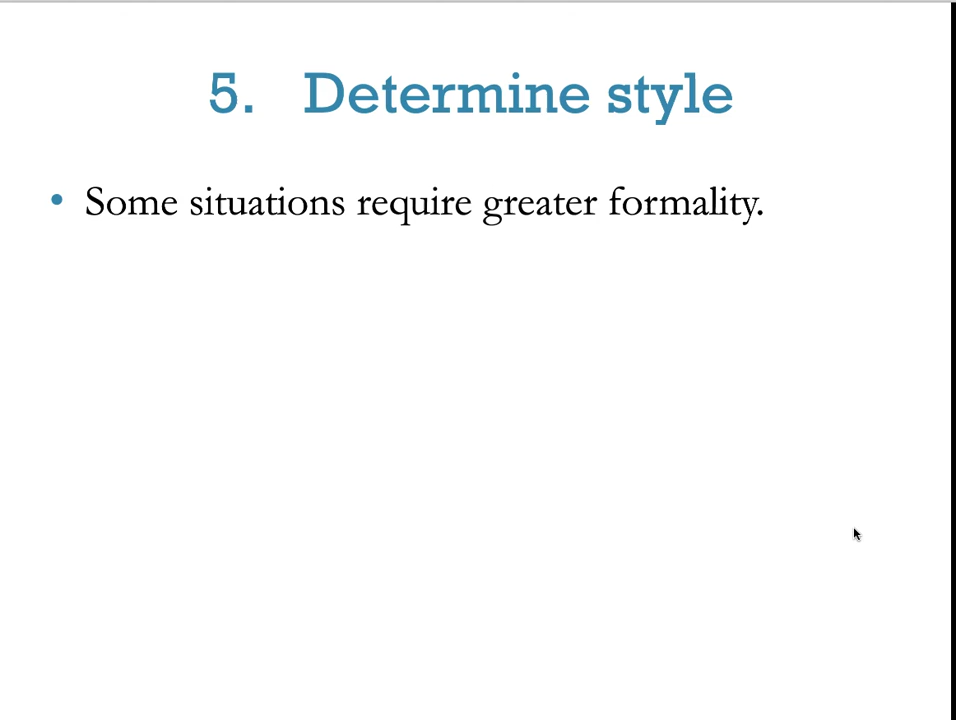 5. Determine style
• Some situations require greater formality.